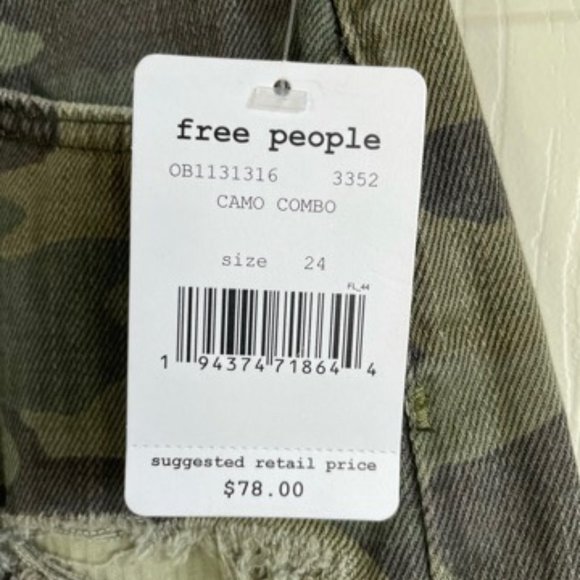 free people
OB1131316 3352
CAMO COMBO
size 24
FL_44
1 94374 71864 4
suggested retail price
$78.00